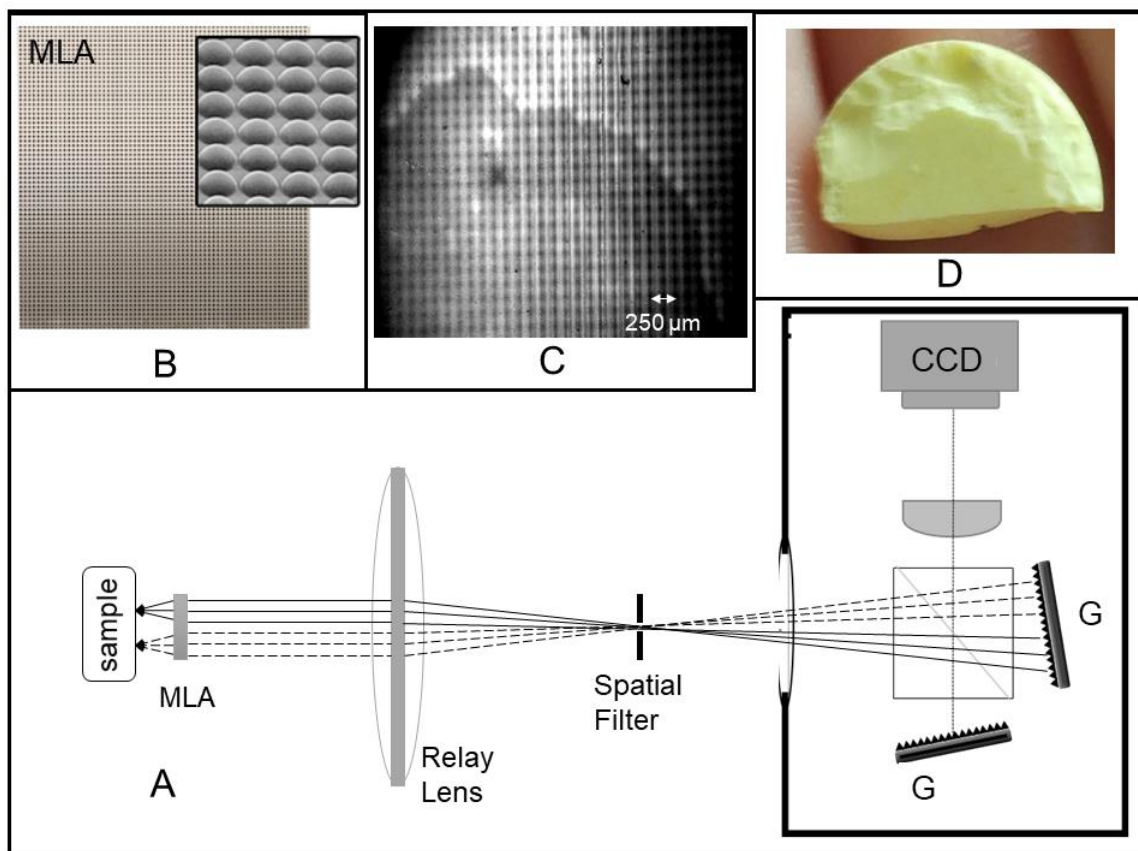 MLA
B
250 µm
C
D
CCD
G
G
sample
MLA
Relay
Lens
Spatial
Filter
A